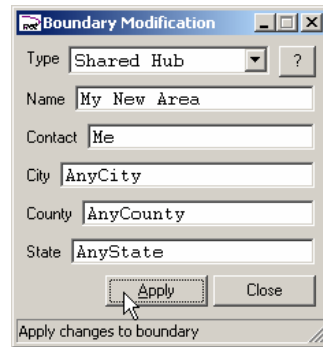 Boundary Modification
Type Shared Hub ?
Name My New Area
Contact Me
City AnyCity
County AnyCounty
State AnyState
Apply Close
Apply changes to boundary